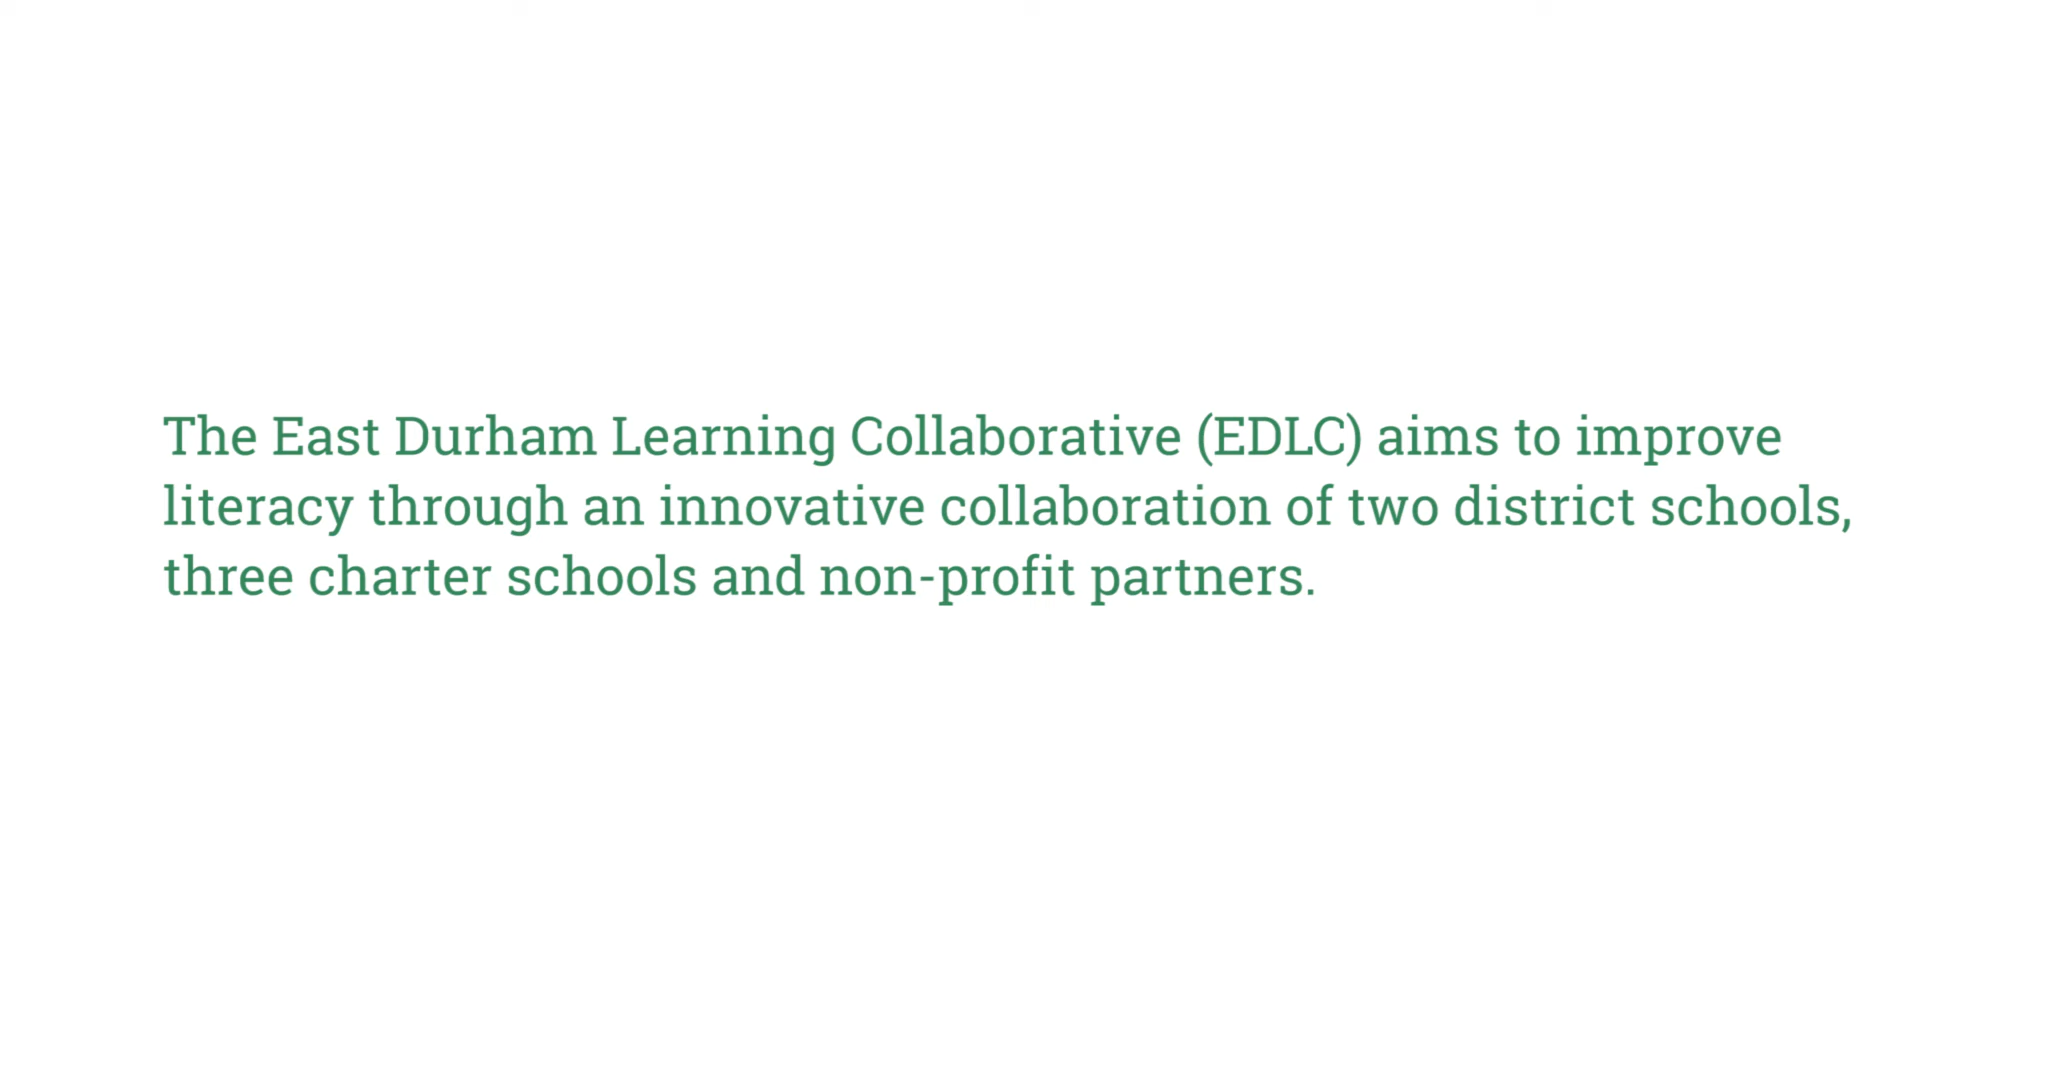 The East Durham Learning Collaborative (EDLC) aims to improve
literacy through an innovative collaboration of two district schools,
three charter schools and non-profit partners.